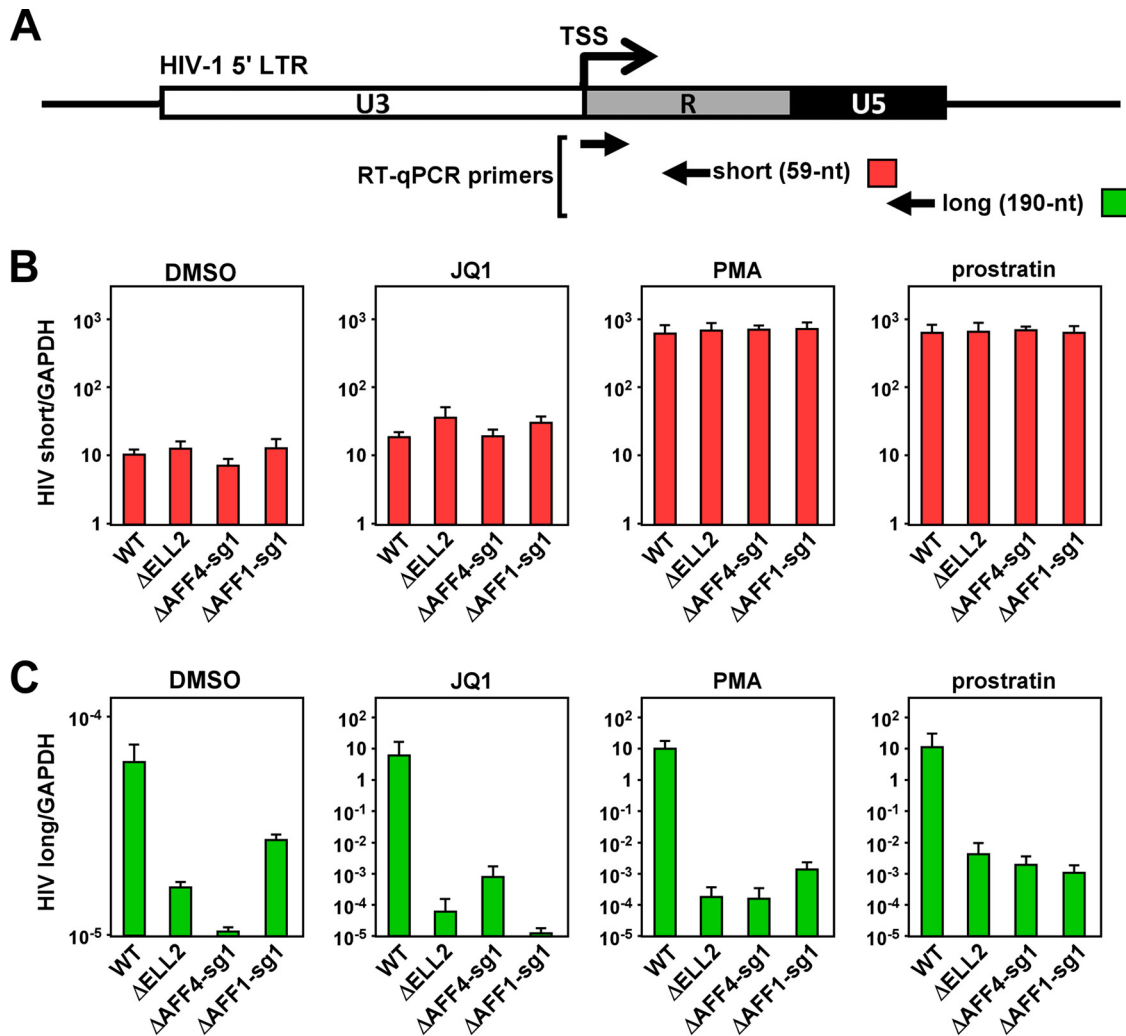 A
TSS
HIV-1 5' LTR
U3
R
U5
RT-qPCR primers
short (59-nt)
long (190-nt)
B
DMSO
JQ1
PMA
prostratin
HIV short/GAPDH
10³
10²
10
1
WT
ΔELL2
ΔAFF4-sg1
ΔAFF1-sg1
10³
10²
10
1
WT
ΔELL2
ΔAFF4-sg1
ΔAFF1-sg1
10³
10²
10
1
WT
ΔELL2
ΔAFF4-sg1
ΔAFF1-sg1
10³
10²
10
1
WT
ΔELL2
ΔAFF4-sg1
ΔAFF1-sg1
C
DMSO
JQ1
PMA
prostratin
HIV long/GAPDH
10⁻⁴
10⁻⁵
WT
ΔELL2
ΔAFF4-sg1
ΔAFF1-sg1
10²
10
1
10⁻¹
10⁻²
10⁻³
10⁻⁴
10⁻⁵
WT
ΔELL2
ΔAFF4-sg1
ΔAFF1-sg1
10²
10
1
10⁻¹
10⁻²
10⁻³
10⁻⁴
10⁻⁵
WT
ΔELL2
ΔAFF4-sg1
ΔAFF1-sg1
10²
10
1
10⁻¹
10⁻²
10⁻³
10⁻⁴
10⁻⁵
WT
ΔELL2
ΔAFF4-sg1
ΔAFF1-sg1